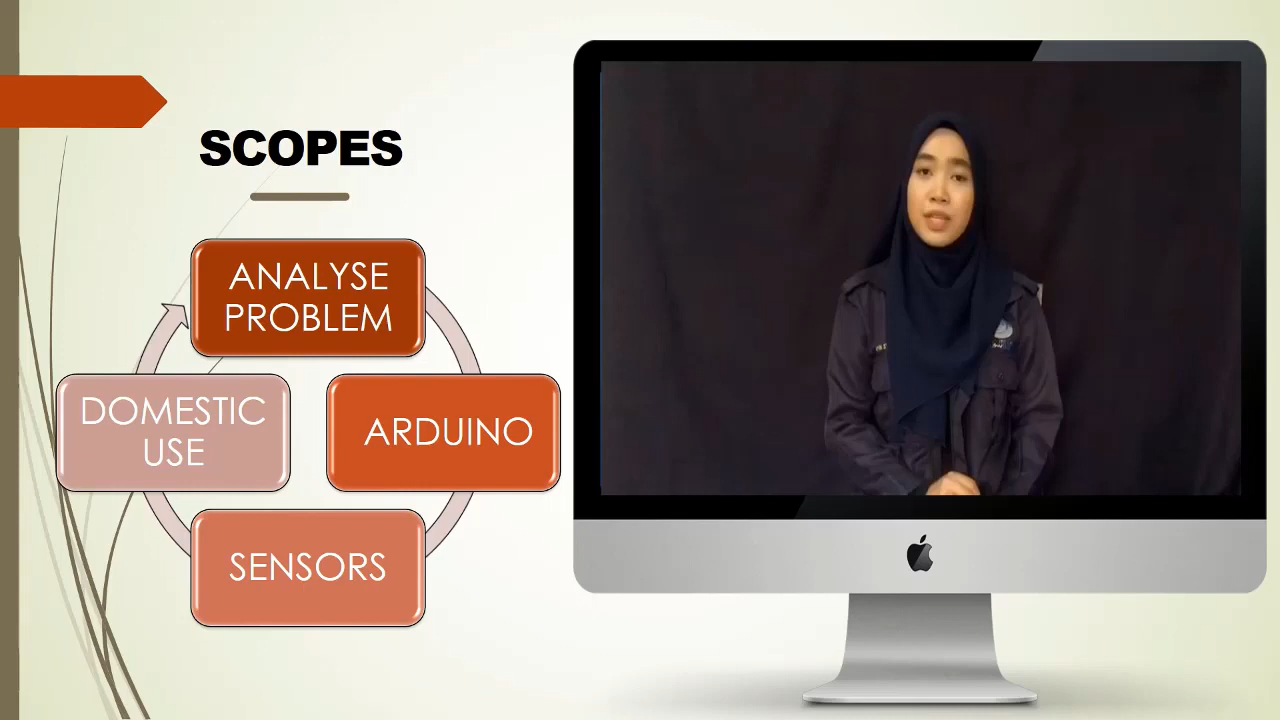 SCOPES
ANALYSE
PROBLEM
ARDUINO
SENSORS
DOMESTIC
USE